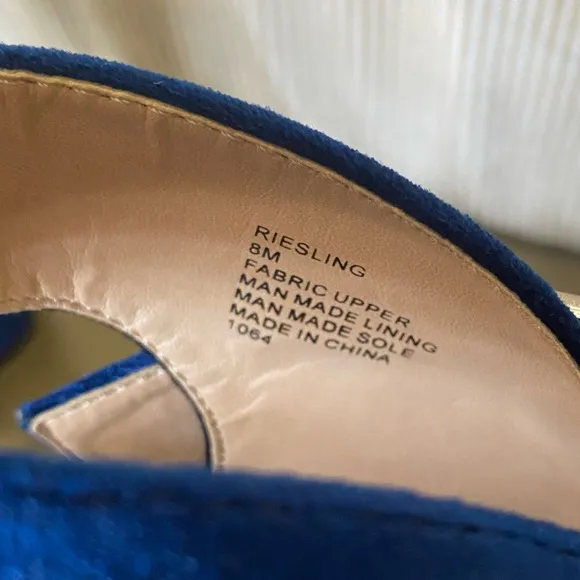 RIESLING
8M
FABRIC UPPER
MAN MADE LINING
MAN MADE SOLE
MADE IN CHINA
1064